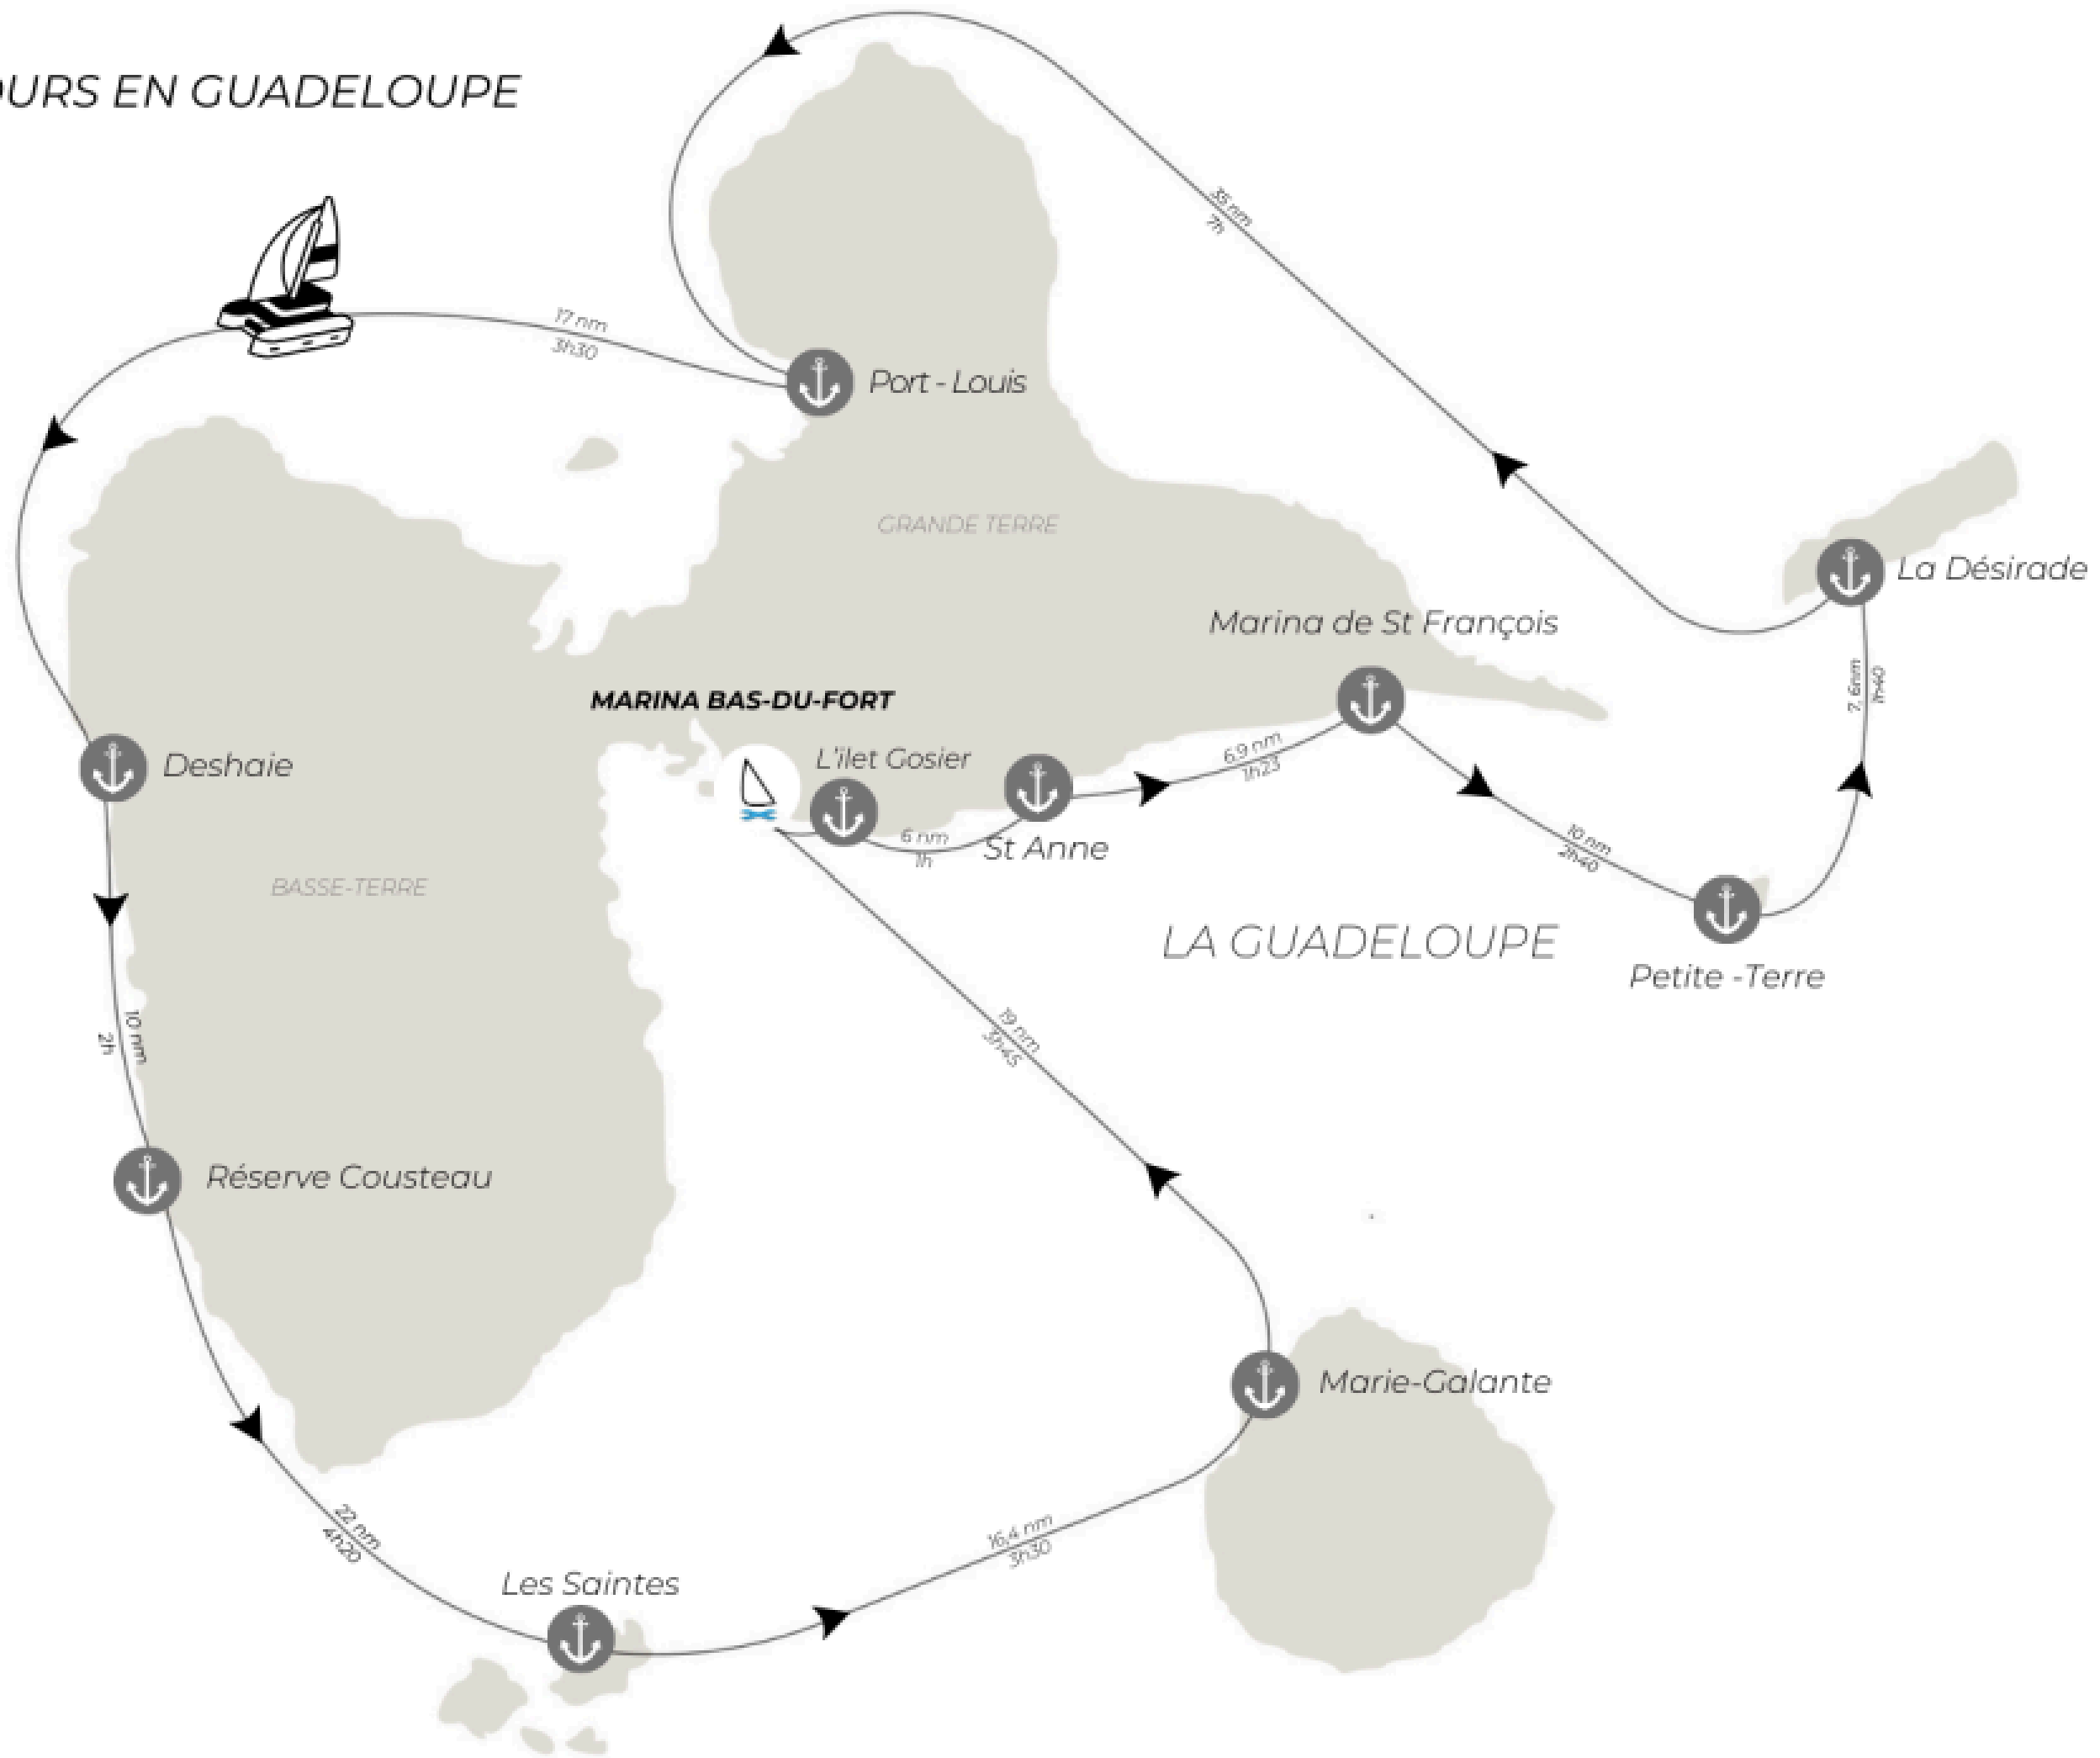 OURS EN GUADELOUPE
35 nm
7h
17 nm
3h30
Port - Louis
GRANDE TERRE
La Désirade
Marina de St François
7, 6nm
1h40
MARINA BAS-DU-FORT
L'ilet Gosier
6,9 nm
1h23
Deshaie
6 nm
1h
St Anne
10 nm
2h40
BASSE-TERRE
LA GUADELOUPE
Petite -Terre
10 nm
2h
19 nm
3h45
Réserve Cousteau
Marie-Galante
22 nm
4h20
16,4 nm
3h30
Les Saintes